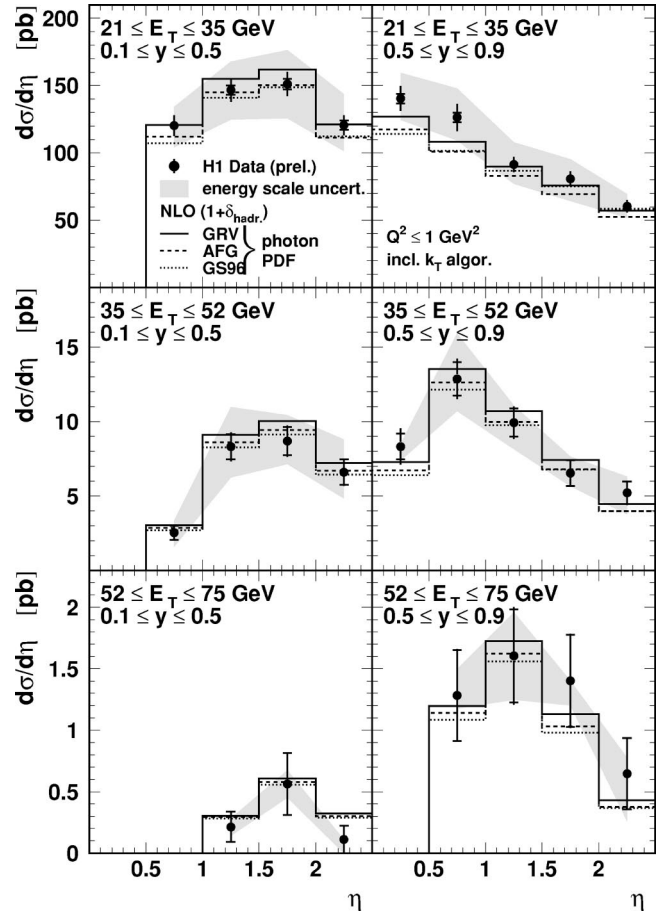 [pb]
dσ/dη
200
150
100
50
21 ≤ E_T ≤ 35 GeV
0.1 ≤ y ≤ 0.5
H1 Data (prel.)
energy scale uncert.
NLO (1+δ_hadr.)
GRV
AFG
GS96
} photon
PDF
21 ≤ E_T ≤ 35 GeV
0.5 ≤ y ≤ 0.9
Q² ≤ 1 GeV²
incl. k_T algor.
[pb]
dσ/dη
15
10
5
35 ≤ E_T ≤ 52 GeV
0.1 ≤ y ≤ 0.5
35 ≤ E_T ≤ 52 GeV
0.5 ≤ y ≤ 0.9
[pb]
dσ/dη
2
1.5
1
0.5
0
52 ≤ E_T ≤ 75 GeV
0.1 ≤ y ≤ 0.5
52 ≤ E_T ≤ 75 GeV
0.5 ≤ y ≤ 0.9
0.5 1 1.5 2 0.5 1 1.5 2
η η